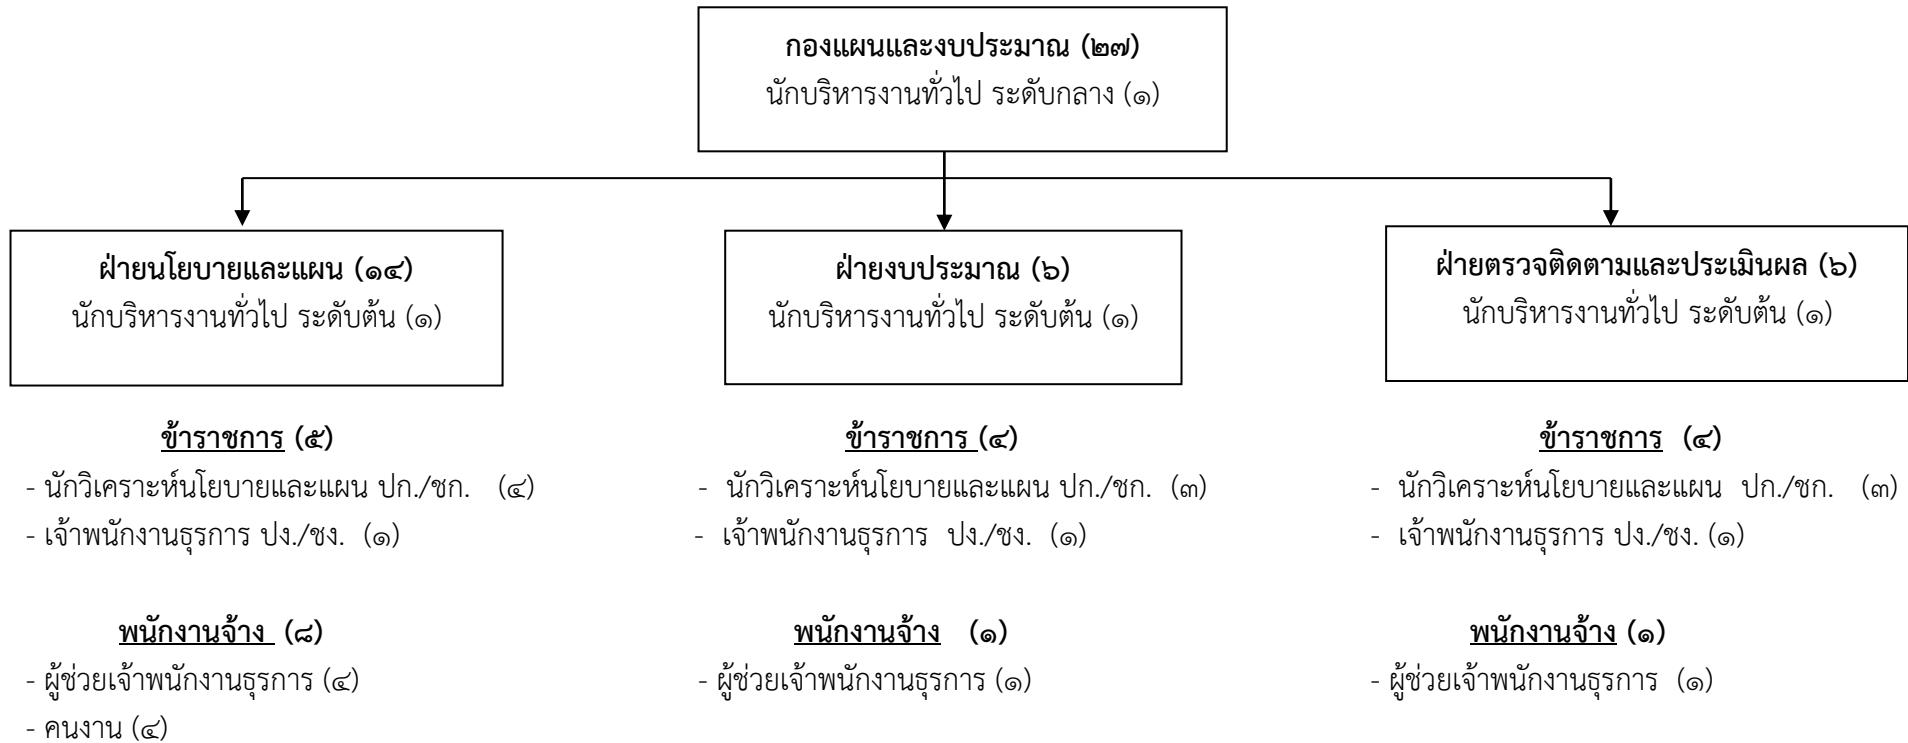 กองแผนและงบประมาณ (๒๗)
นักบริหารงานทั่วไป ระดับกลาง (๑)
ฝ่ายนโยบายและแผน (๑๔)
นักบริหารงานทั่วไป ระดับต้น (๑)
ข้าราชการ (๕)
- นักวิเคราะห์นโยบายและแผน ปก./ชก. (๔)
- เจ้าพนักงานธุรการ ปง./ชง. (๑)
พนักงานจ้าง (๘)
- ผู้ช่วยเจ้าพนักงานธุรการ (๔)
- คนงาน (๔)
ฝ่ายงบประมาณ (๖)
นักบริหารงานทั่วไป ระดับต้น (๑)
ข้าราชการ (๔)
- นักวิเคราะห์นโยบายและแผน ปก./ชก. (๓)
- เจ้าพนักงานธุรการ ปง./ชง. (๑)
พนักงานจ้าง (๑)
- ผู้ช่วยเจ้าพนักงานธุรการ (๑)
ฝ่ายตรวจติดตามและประเมินผล (๖)
นักบริหารงานทั่วไป ระดับต้น (๑)
ข้าราชการ (๔)
- นักวิเคราะห์นโยบายและแผน ปก./ชก. (๓)
- เจ้าพนักงานธุรการ ปง./ชง. (๑)
พนักงานจ้าง (๑)
- ผู้ช่วยเจ้าพนักงานธุรการ (๑)